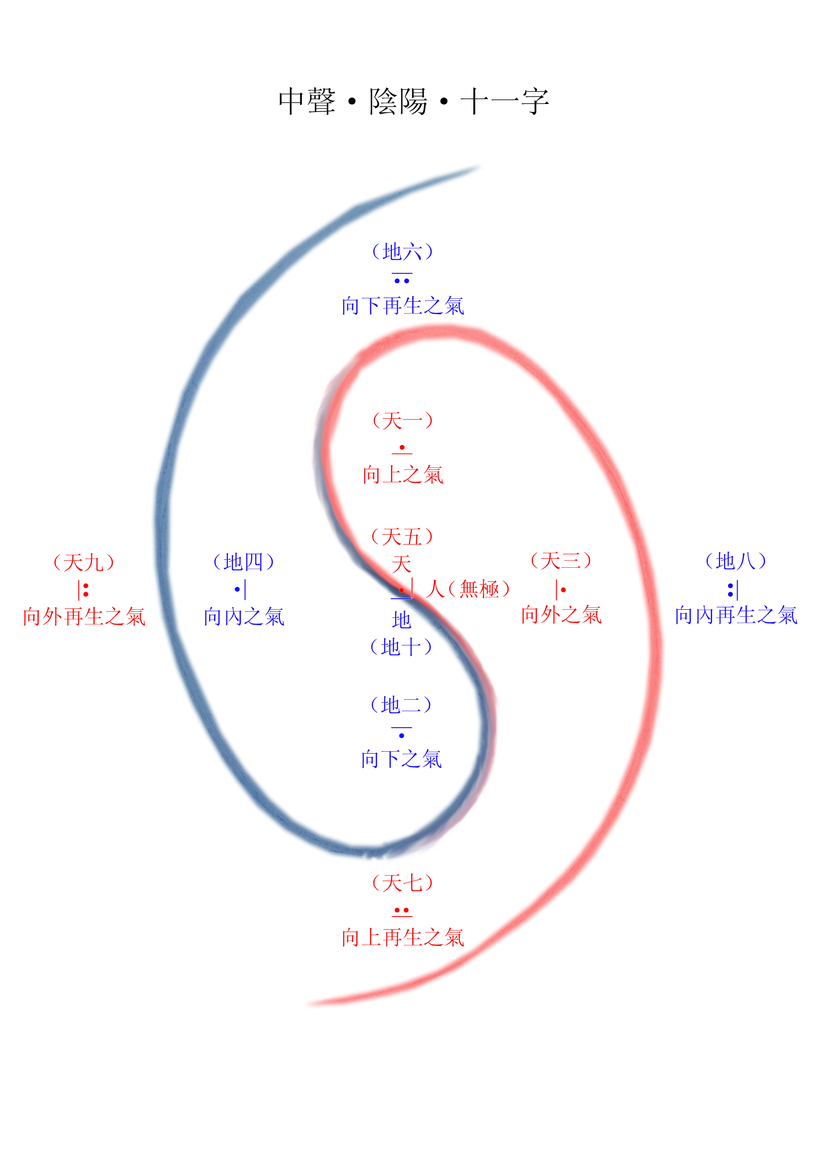 中聲·陰陽·十一字
（地六）
向下再生之氣
（天一）
向上之氣
（天五）
天
人（無極）
地
（地十）
（天九）
向外再生之氣
（地四）
向內之氣
（天三）
向外之氣
（地八）
向內再生之氣
（地二）
向下之氣
（天七）
向上再生之氣